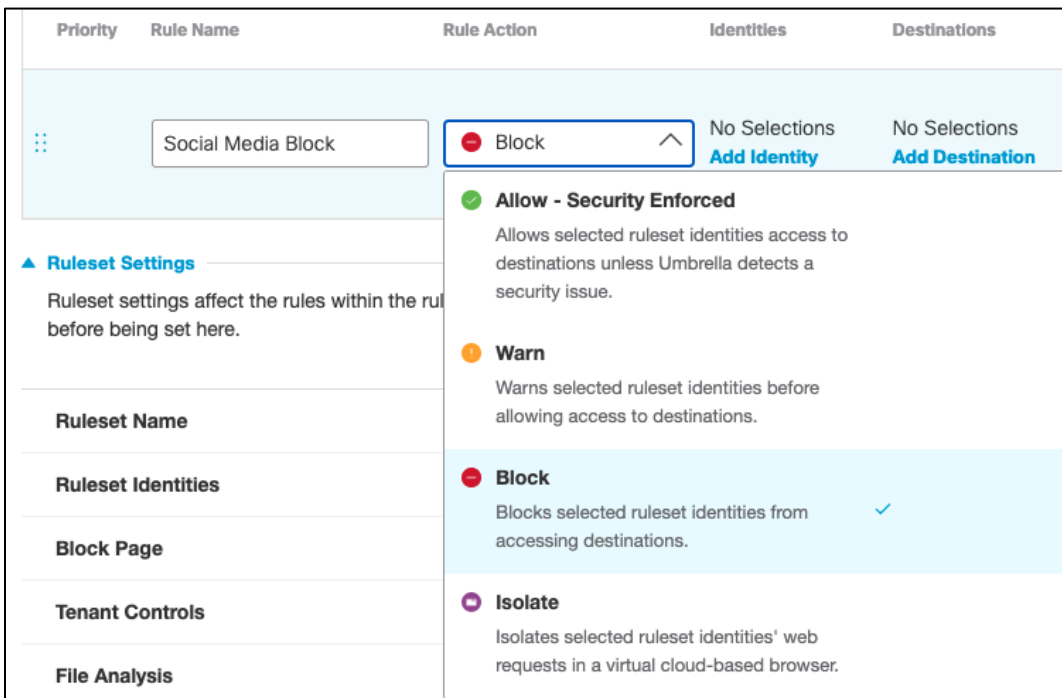 Priority Rule Name Rule Action Identities Destinations
Social Media Block Block No Selections No Selections
Add Identity Add Destination
Allow - Security Enforced
Allows selected ruleset identities access to
destinations unless Umbrella detects a
security issue.
Ruleset Settings
Ruleset settings affect the rules within the rul
before being set here.
Warn
Warns selected ruleset identities before
allowing access to destinations.
Ruleset Name
Ruleset Identities
Block Page
Tenant Controls
File Analysis
Block
Blocks selected ruleset identities from
accessing destinations.
Isolate
Isolates selected ruleset identities' web
requests in a virtual cloud-based browser.